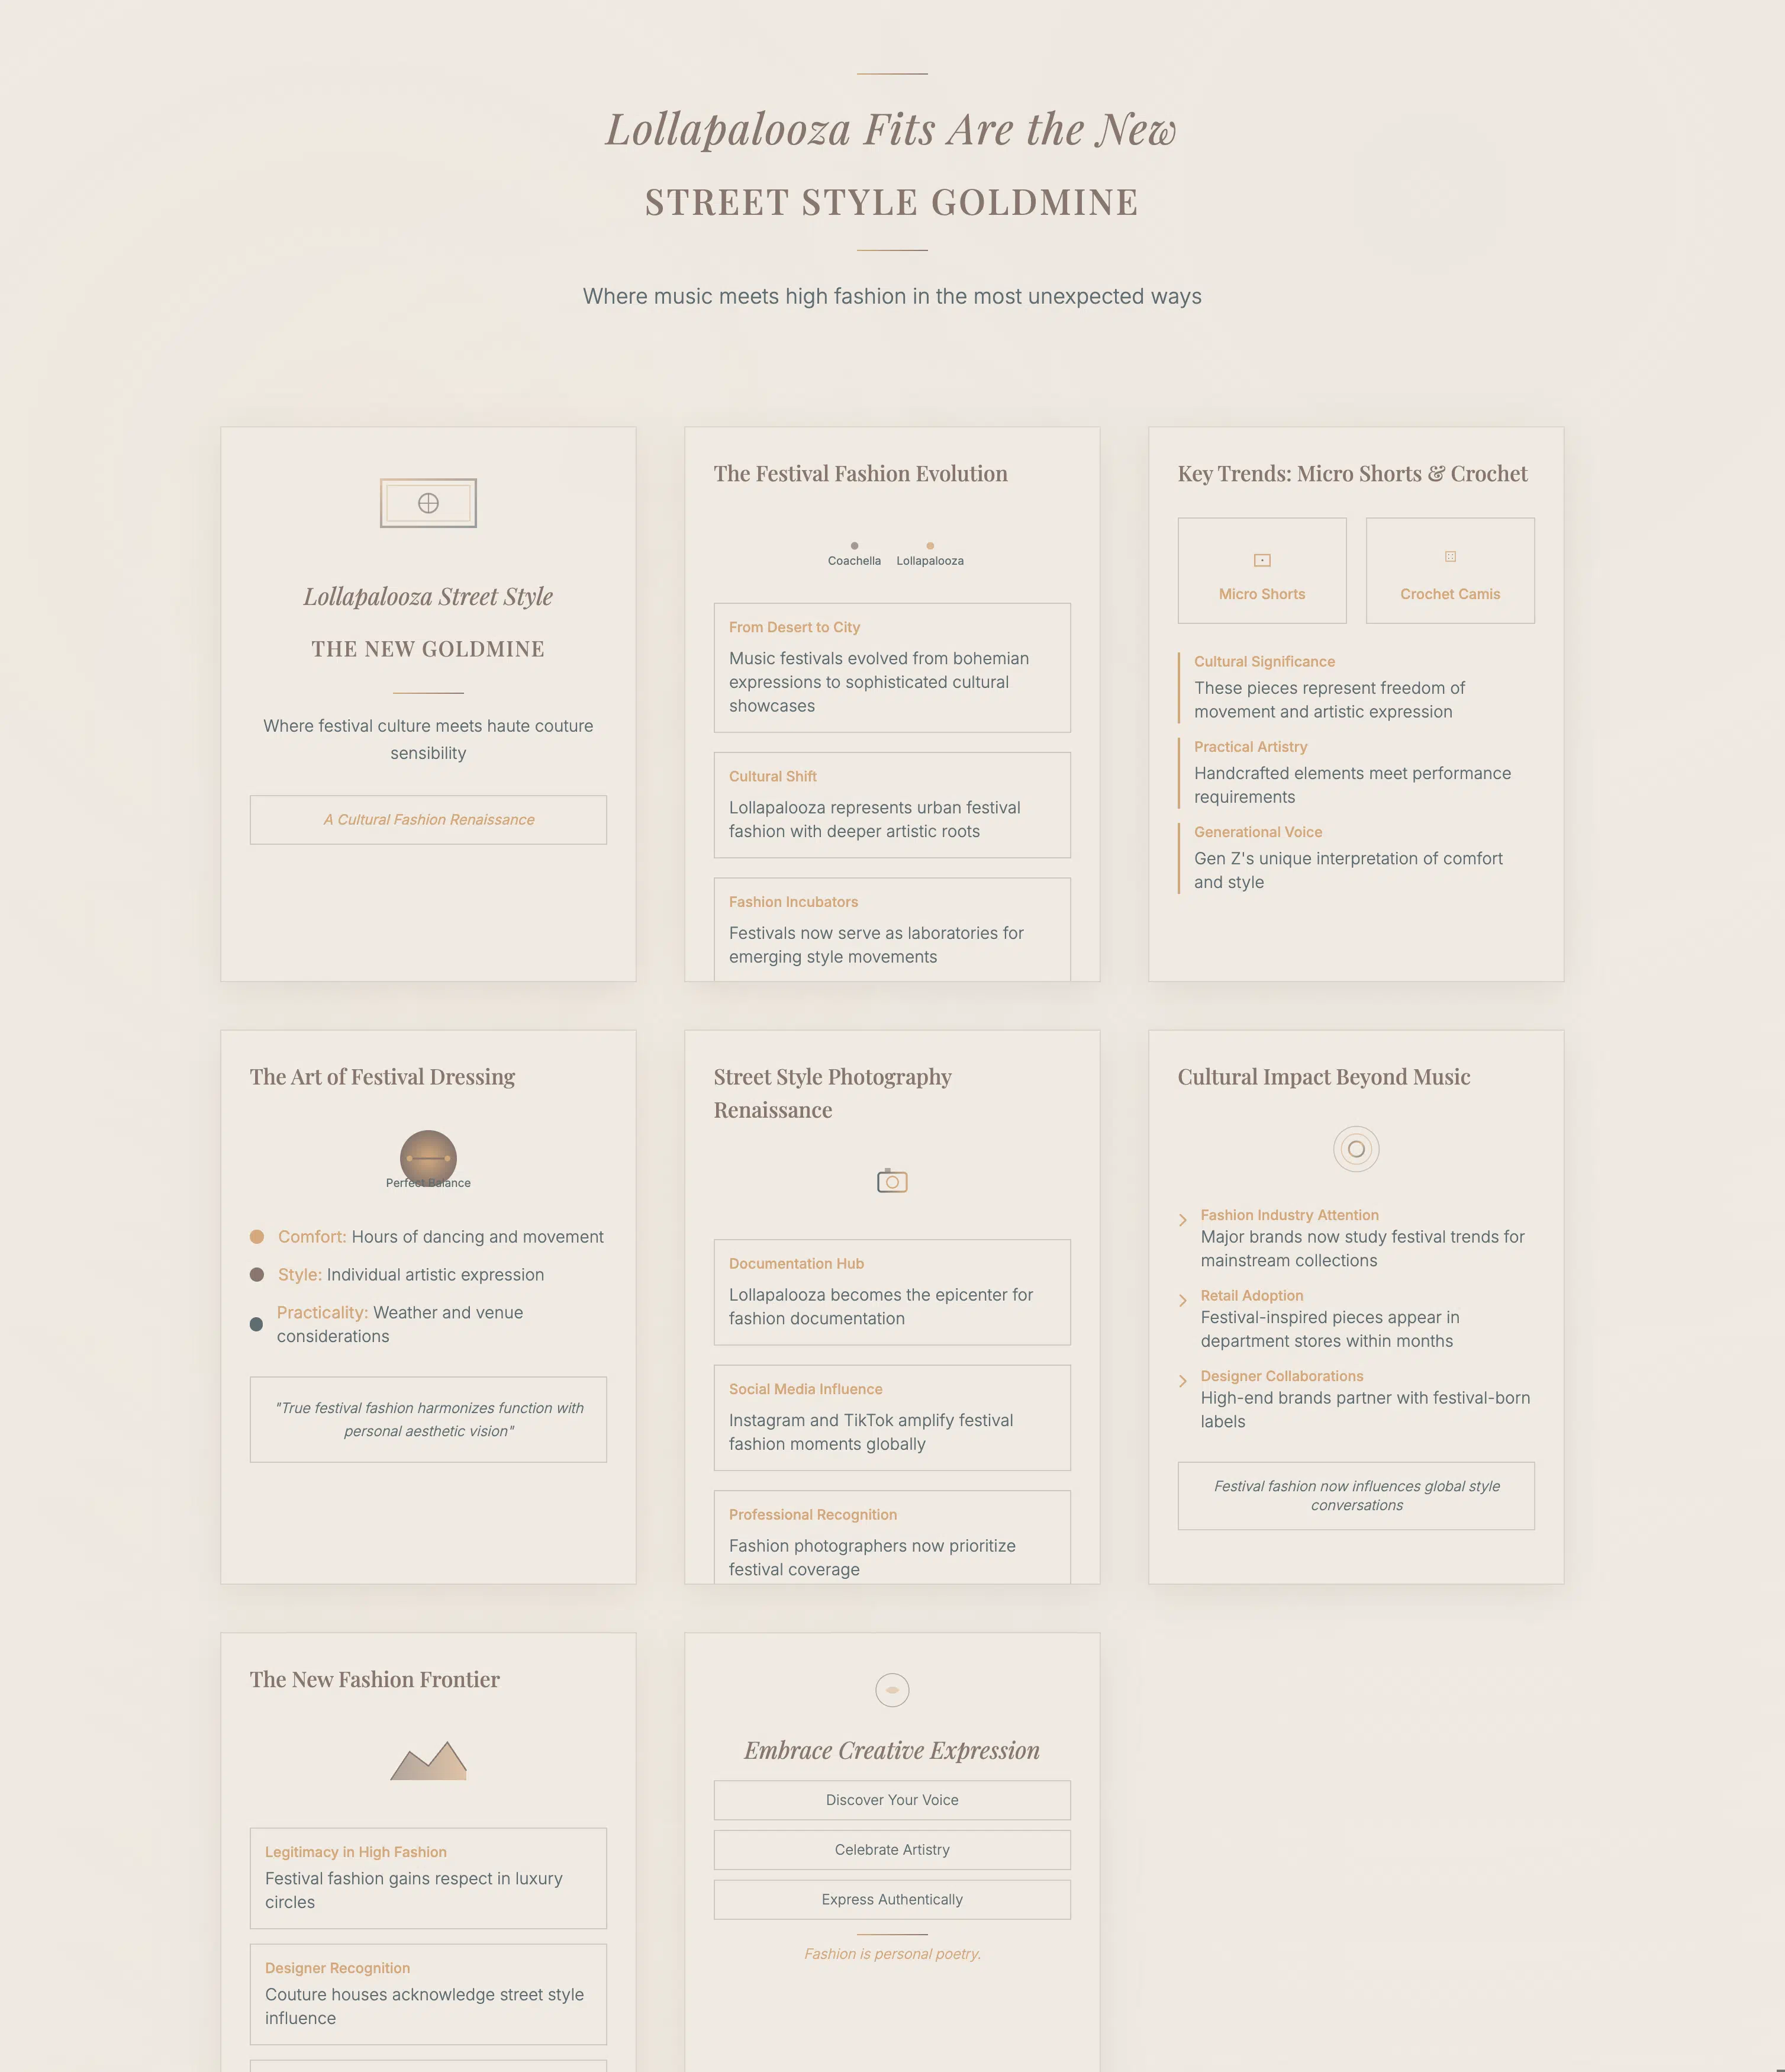 Lollapalooza Fits Are the New
STREET STYLE GOLDMINE
Where music meets high fashion in the most unexpected ways
Lollapalooza Street Style
THE NEW GOLDMINE
Where festival culture meets haute couture
sensibility
A Cultural Fashion Renaissance
The Festival Fashion Evolution
Coachella
Lollapalooza
From Desert to City
Music festivals evolved from bohemian
expressions to sophisticated cultural
showcases
Cultural Shift
Lollapalooza represents urban festival
fashion with deeper artistic roots
Fashion Incubators
Festivals now serve as laboratories for
emerging style movements
Key Trends: Micro Shorts & Crochet
Micro Shorts
Crochet Camis
Cultural Significance
These pieces represent freedom of
movement and artistic expression
Practical Artistry
Handcrafted elements meet performance
requirements
Generational Voice
Gen Z's unique interpretation of comfort
and style
The Art of Festival Dressing
Perfect Balance
Comfort: Hours of dancing and movement
Style: Individual artistic expression
Practicality: Weather and venue
considerations
"True festival fashion harmonizes function with
personal aesthetic vision"
Street Style Photography
Renaissance
Documentation Hub
Lollapalooza becomes the epicenter for
fashion documentation
Social Media Influence
Instagram and TikTok amplify festival
fashion moments globally
Professional Recognition
Fashion photographers now prioritize
festival coverage
Cultural Impact Beyond Music
Fashion Industry Attention
Major brands now study festival trends for
mainstream collections
Retail Adoption
Festival-inspired pieces appear in
department stores within months
Designer Collaborations
High-end brands partner with festival-born
labels
Festival fashion now influences global style
conversations
The New Fashion Frontier
Legitimacy in High Fashion
Festival fashion gains respect in luxury
circles
Designer Recognition
Couture houses acknowledge street style
influence
Embrace Creative Expression
Discover Your Voice
Celebrate Artistry
Express Authentically
Fashion is personal poetry.